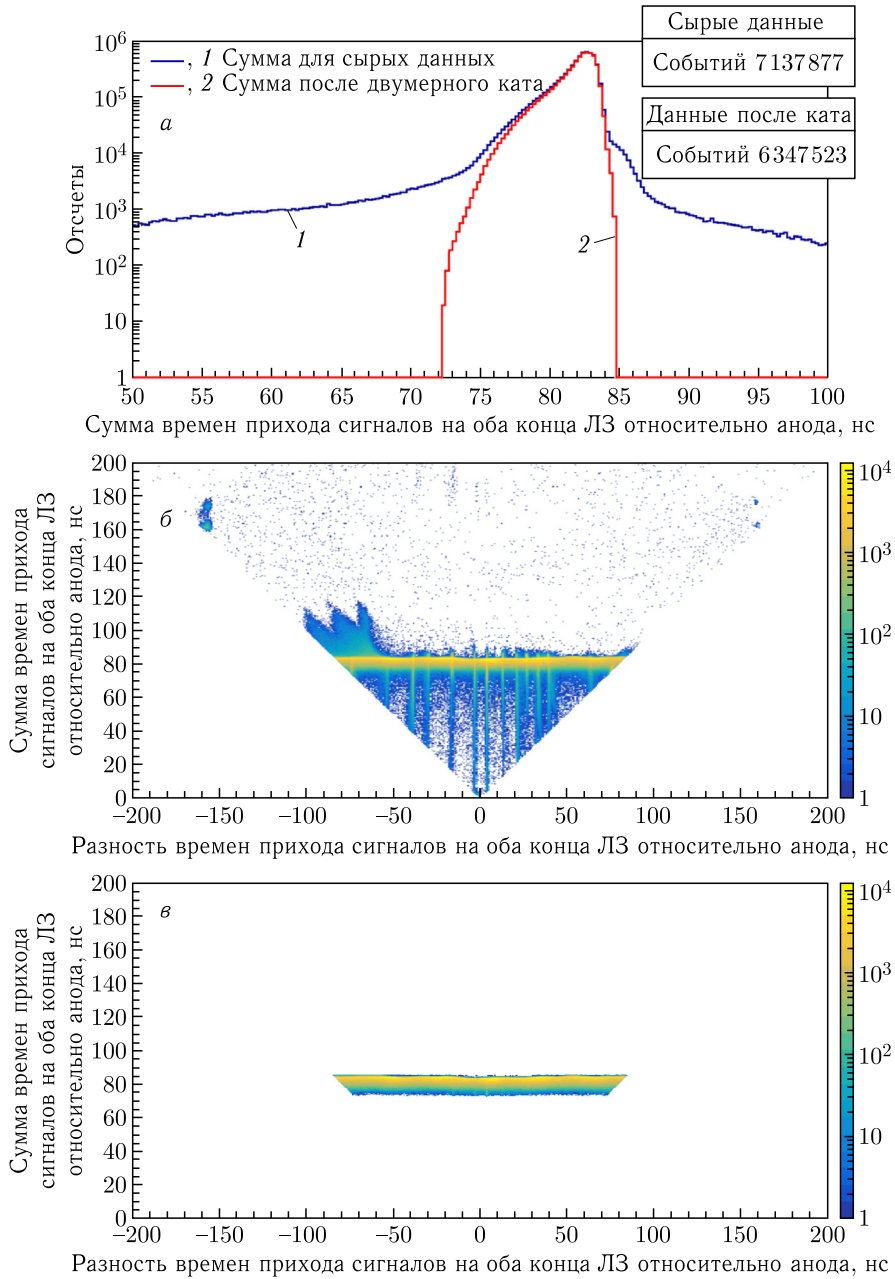 Сырые данные
Событий 7137877
Данные после ката
Событий 6347523
, 1 Сумма для сырых данных
, 2 Сумма после двумерного ката
а
Отсчеты
10⁶
10⁵
10⁴
10³
10²
10
1
1
2
50 55 60 65 70 75 80 85 90 95 100
Сумма времен прихода сигналов на оба конца ЛЗ относительно анода, нс
б
Сумма времен прихода
сигналов на оба конца ЛЗ
относительно анода, нс
200
180
160
140
120
100
80
60
40
20
0
10⁴
10³
10²
10
1
–200 –150 –100 –50 0 50 100 150 200
Разность времен прихода сигналов на оба конца ЛЗ относительно анода, нс
в
Сумма времен прихода
сигналов на оба конца ЛЗ
относительно анода, нс
200
180
160
140
120
100
80
60
40
20
0
10⁴
10³
10²
10
1
–200 –150 –100 –50 0 50 100 150 200
Разность времен прихода сигналов на оба конца ЛЗ относительно анода, нс